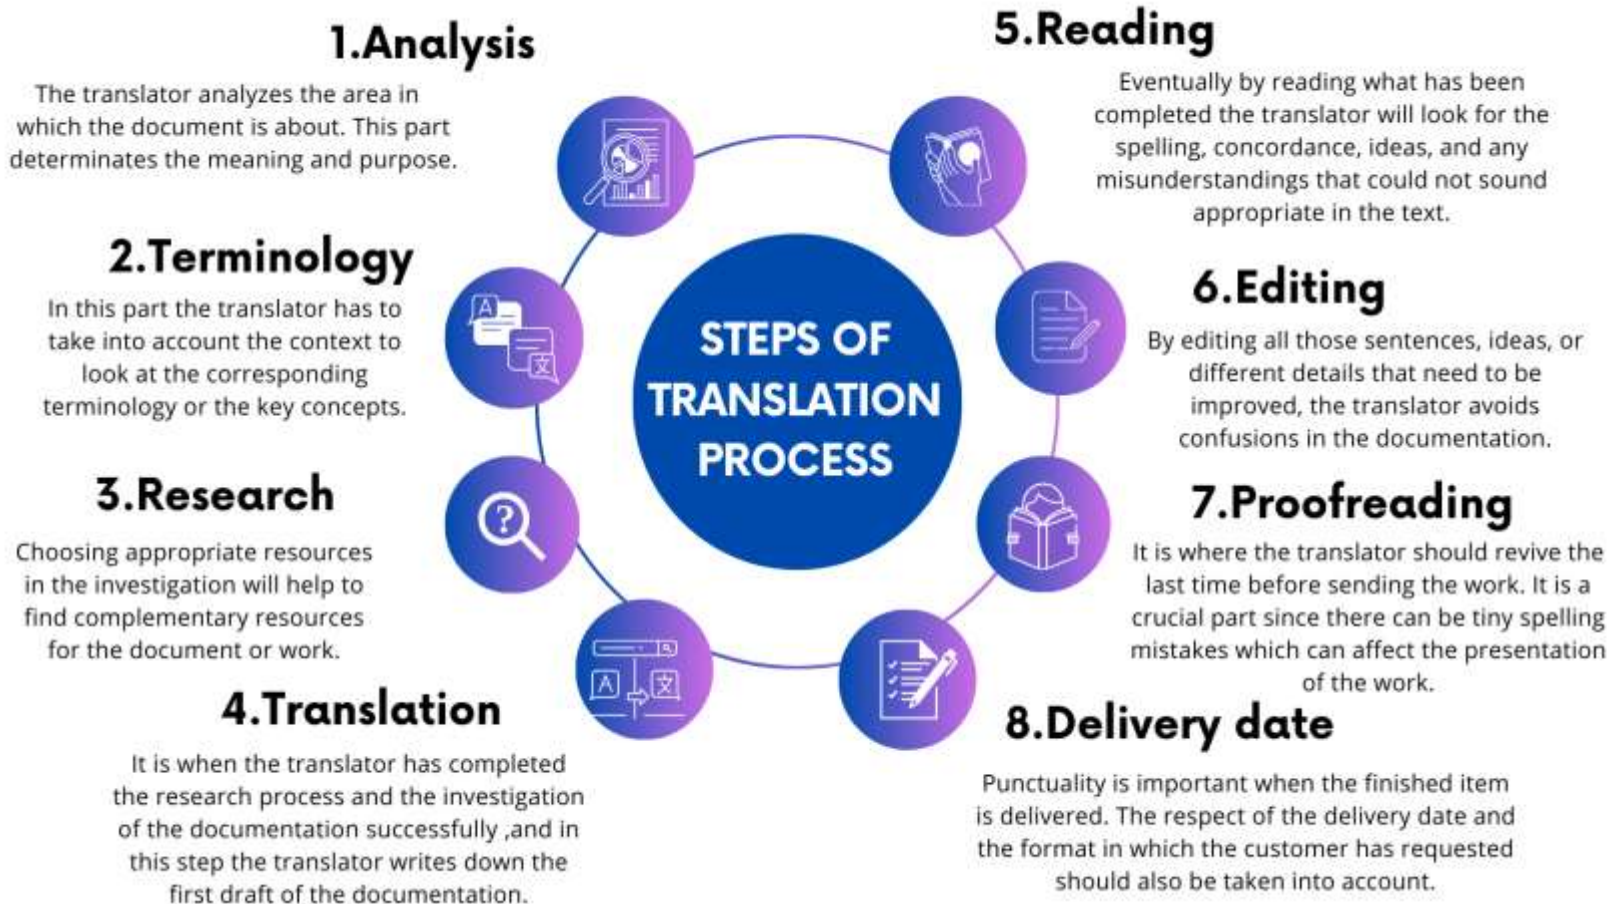 1.Analysis
The translator analyzes the area in
which the document is about. This part
determinates the meaning and purpose.
2.Terminology
In this part the translator has to
take into account the context to
look at the corresponding
terminology or the key concepts.
3.Research
Choosing appropriate resources
in the investigation will help to
find complementary resources
for the document or work.
4.Translation
It is when the translator has completed
the research process and the investigation
of the documentation successfully ,and in
this step the translator writes down the
first draft of the documentation.
STEPS OF
TRANSLATION
PROCESS
A
文
?
A
文
5.Reading
Eventually by reading what has been
completed the translator will look for the
spelling, concordance, ideas, and any
misunderstandings that could not sound
appropriate in the text.
6.Editing
By editing all those sentences, ideas, or
different details that need to be
improved, the translator avoids
confusions in the documentation.
7.Proofreading
It is where the translator should revive the
last time before sending the work. It is a
crucial part since there can be tiny spelling
mistakes which can affect the presentation
of the work.
8.Delivery date
Punctuality is important when the finished item
is delivered. The respect of the delivery date and
the format in which the customer has requested
should also be taken into account.